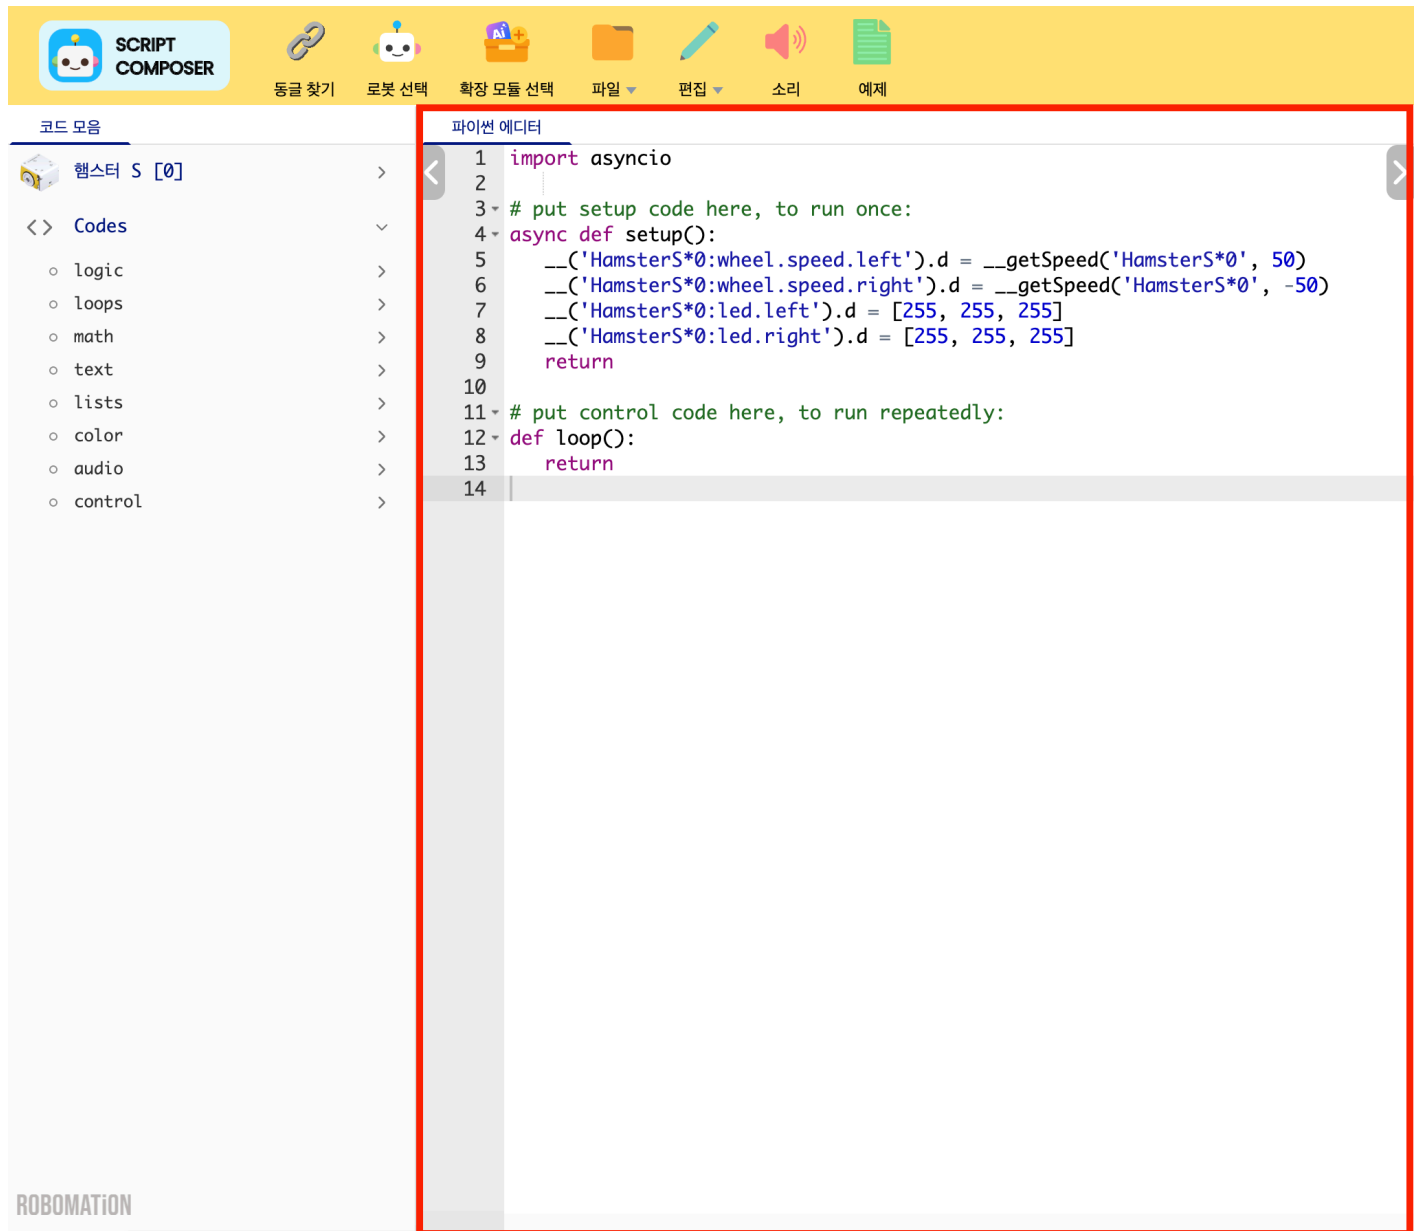 SCRIPT
COMPOSER
동글 찾기
로봇 선택
확장 모듈 선택
파일
편집
소리
예제
코드 모음
햄스터 S [0]
Codes
logic
loops
math
text
lists
color
audio
control
ROBOMATiON
파이썬 에디터
1 import asyncio
2
3 # put setup code here, to run once:
4 async def setup():
5 __('HamsterS*0:wheel.speed.left').d = __getSpeed('HamsterS*0', 50)
6 __('HamsterS*0:wheel.speed.right').d = __getSpeed('HamsterS*0', -50)
7 __('HamsterS*0:led.left').d = [255, 255, 255]
8 __('HamsterS*0:led.right').d = [255, 255, 255]
9 return
10
11 # put control code here, to run repeatedly:
12 def loop():
13 return
14